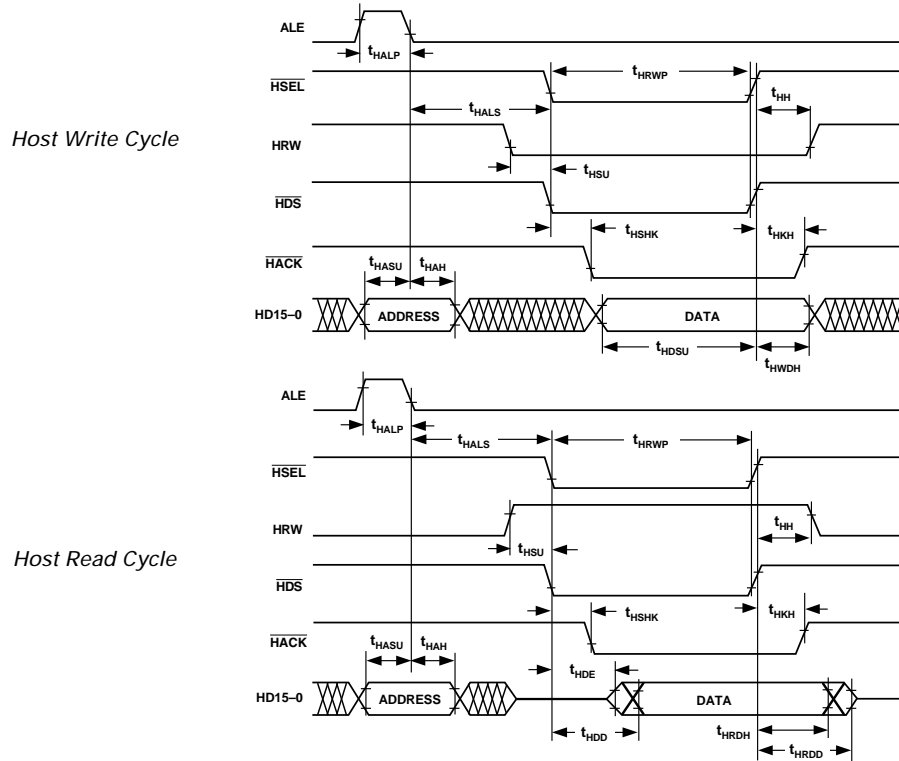 ALE
tHALP
HSEL
tHRWP
tHALS
tHH
Host Write Cycle
HRW
tHSU
HDS
tHSHK
tHKH
HACK
tHASU
tHAH
HD15–0
ADDRESS
DATA
tHDSU
tHWDH
ALE
tHALP
tHALS
tHRWP
HSEL
HRW
tHH
tHSU
Host Read Cycle
HDS
tHSHK
tHKH
HACK
tHASU
tHAH
tHDE
HD15–0
ADDRESS
DATA
tHDD
tHRDH
tHRDD